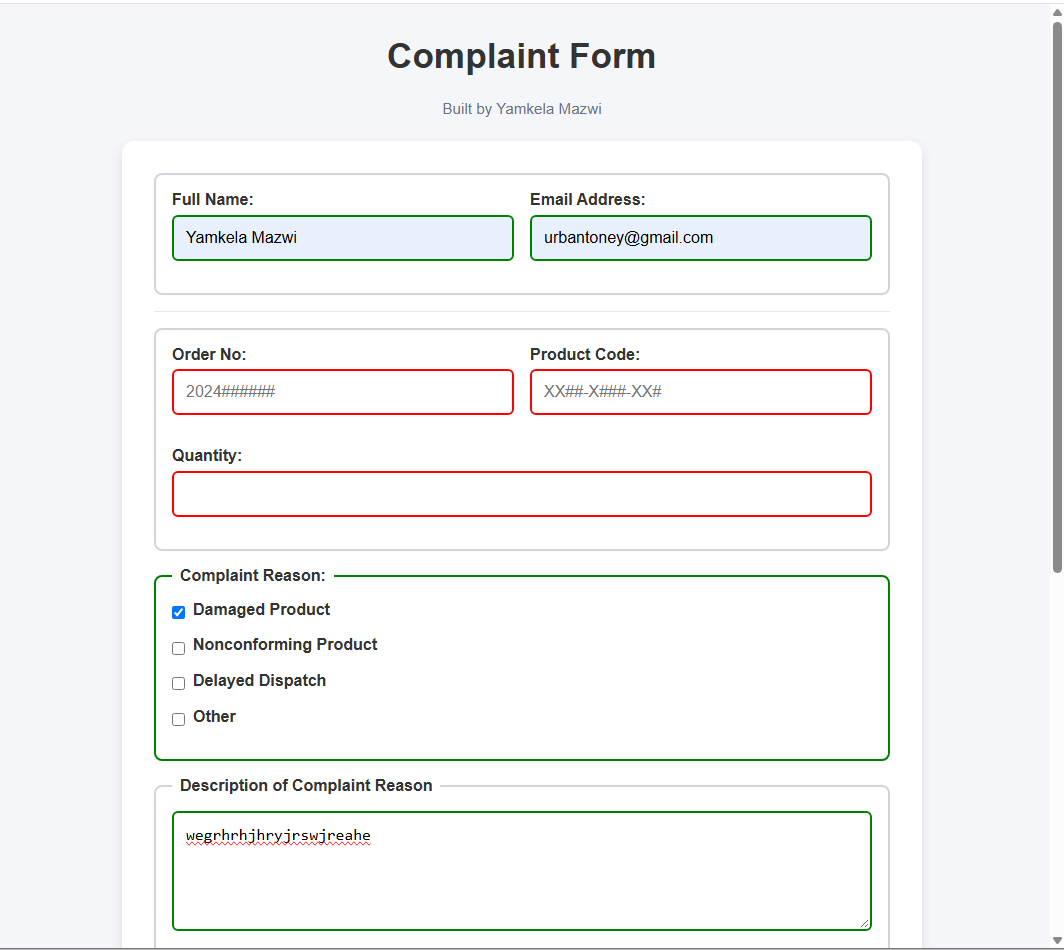 Complaint Form
Built by Yamkela Mazwi
Full Name:
Email Address:
Yamkela Mazwi
urbantoney@gmail.com
Order No:
Product Code:
2024######
XX##-X###-XX#
Quantity:
Complaint Reason:
Damaged Product
Nonconforming Product
Delayed Dispatch
Other
Description of Complaint Reason
wegrhrhjhryjrswjreahe